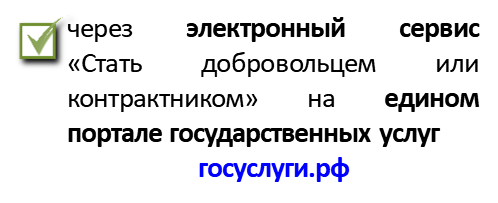 через электронный сервис
«Стать добровольцем или
контрактником» на едином
портале государственных услуг
госуслуги.рф